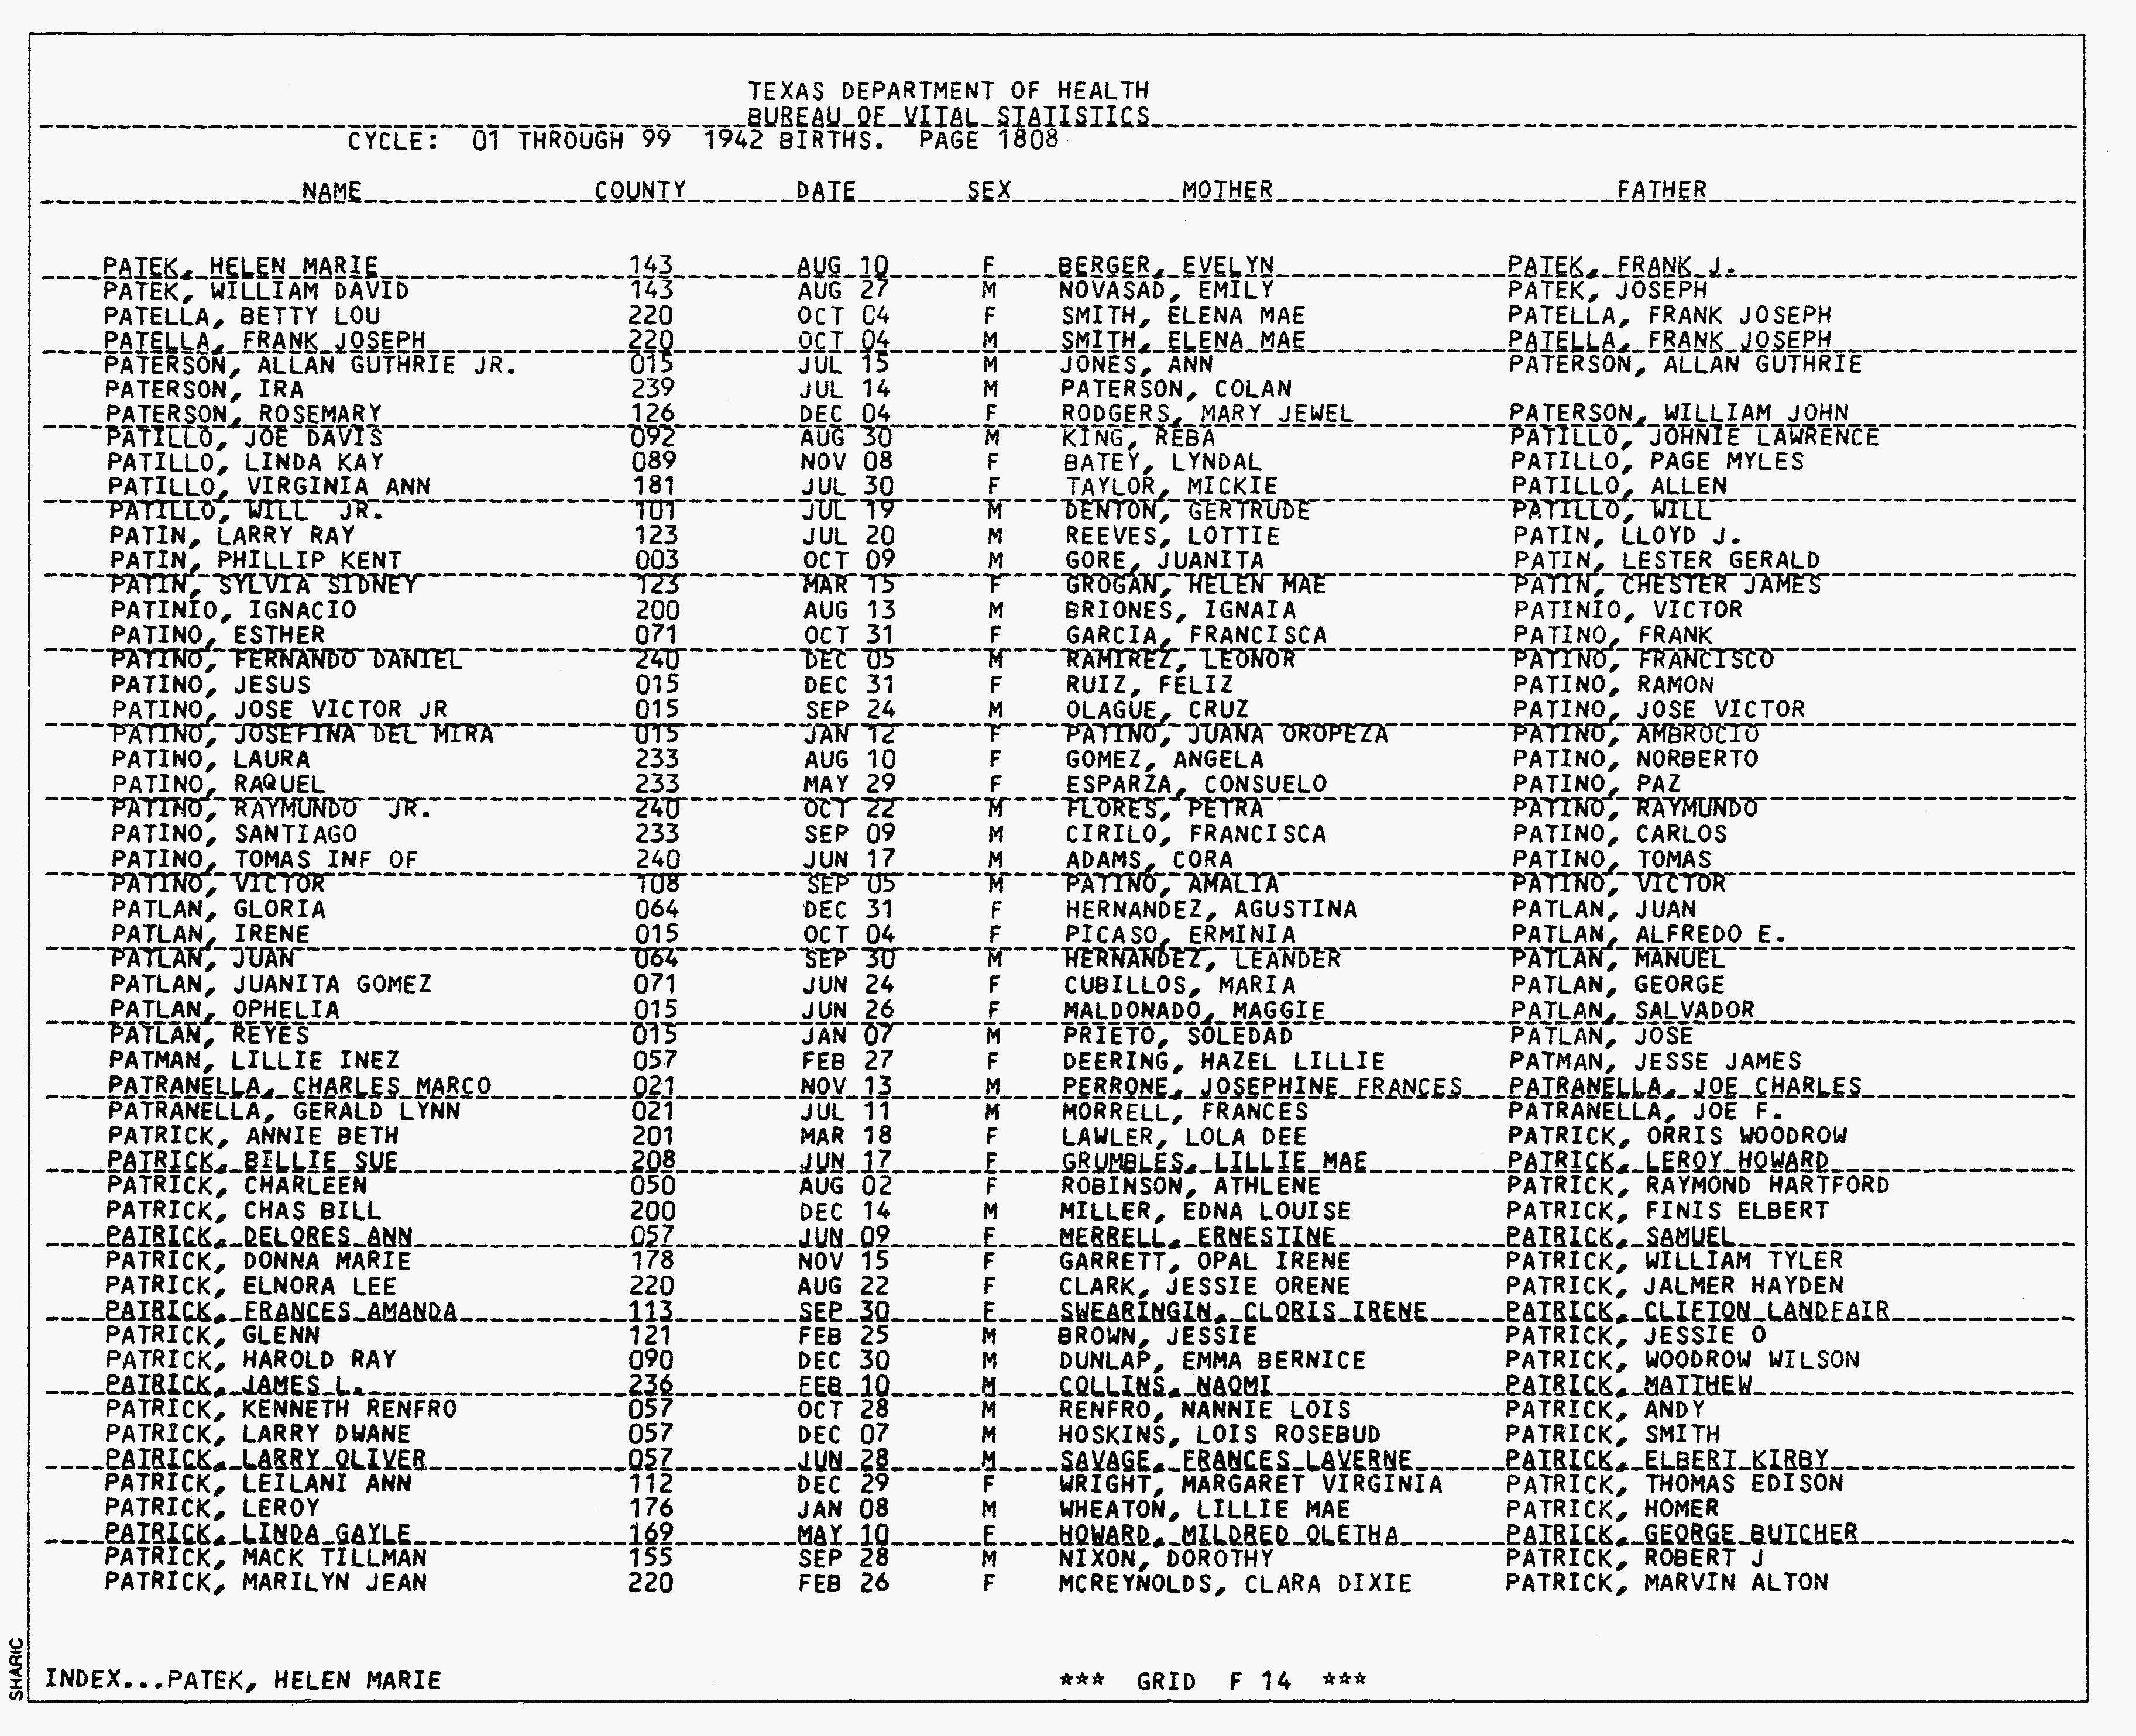 TEXAS DEPARTMENT OF HEALTH
BUREAU OF VITAL STATISTICS
CYCLE: 01 THROUGH 99 1942 BIRTHS. PAGE 1808
NAME COUNTY DATE SEX MOTHER FATHER
PATEK, HELEN MARIE 143 AUG 10 F BERGER, EVELYN PATEK, FRANK J.
PATEK, WILLIAM DAVID 143 AUG 27 M NOVASAD, EMILY PATEK, JOSEPH
PATELLA, BETTY LOU 220 OCT 04 F SMITH, ELENA MAE PATELLA, FRANK JOSEPH
PATELLA, FRANK JOSEPH 220 OCT 04 M SMITH, ELENA MAE PATELLA, FRANK JOSEPH
PATERSON, ALLAN GUTHRIE JR. 015 JUL 15 M JONES, ANN PATERSON, ALLAN GUTHRIE
PATERSON, IRA 239 JUL 14 M PATERSON, COLAN
PATERSON, ROSEMARY 126 DEC 04 F RODGERS, MARY JEWEL PATERSON, WILLIAM JOHN
PATILLO, JOE DAVIS 092 AUG 30 M KING, REBA PATILLO, JOHNIE LAWRENCE
PATILLO, LINDA KAY 089 NOV 08 F BATEY, LYNDAL PATILLO, PAGE MYLES
PATILLO, VIRGINIA ANN 181 JUL 30 F TAYLOR, MICKIE PATILLO, ALLEN
PATILLO, WILL JR. 101 JUL 19 M DENTON, GERTRUDE PATILLO, WILL
PATIN, LARRY RAY 123 JUL 20 M REEVES, LOTTIE PATIN, LLOYD J.
PATIN, PHILLIP KENT 003 OCT 09 M GORE, JUANITA PATIN, LESTER GERALD
PATIN, SYLVIA SIDNEY 123 MAR 15 F GROGAN, HELEN MAE PATIN, CHESTER JAMES
PATINIO, IGNACIO 200 AUG 13 M BRIONES, IGNAIA PATINIO, VICTOR
PATINO, ESTHER 071 OCT 31 F GARCIA, FRANCISCA PATINO, FRANK
PATINO, FERNANDO DANIEL 240 DEC 05 M RAMIREZ, LEONOR PATINO, FRANCISCO
PATINO, JESUS 015 DEC 31 F RUIZ, FELIZ PATINO, RAMON
PATINO, JOSE VICTOR JR 015 SEP 24 M OLAGUE, CRUZ PATINO, JOSE VICTOR
PATINO, JOSEFINA DEL MIRA 015 JAN 12 F PATINO, JUANA OROPEZA PATINO, AMBROCIO
PATINO, LAURA 233 AUG 10 F GOMEZ, ANGELA PATINO, NORBERTO
PATINO, RAQUEL 233 MAY 29 F ESPARZA, CONSUELO PATINO, PAZ
PATINO, RAYMUNDO JR. 240 OCT 22 M FLORES, PETRA PATINO, RAYMUNDO
PATINO, SANTIAGO 233 SEP 09 M CIRILO, FRANCISCA PATINO, CARLOS
PATINO, TOMAS INF OF 240 JUN 17 M ADAMS, CORA PATINO, TOMAS
PATINO, VICTOR 108 SEP 05 M PATINO, AMALIA PATINO, VICTOR
PATLAN, GLORIA 064 DEC 31 F HERNANDEZ, AGUSTINA PATLAN, JUAN
PATLAN, IRENE 015 OCT 04 F PICASO, ERMINIA PATLAN, ALFREDO E.
PATLAN, JUAN 064 SEP 30 M HERNANDEZ, LEANDER PATLAN, MANUEL
PATLAN, JUANITA GOMEZ 071 JUN 24 F CUBILLOS, MARIA PATLAN, GEORGE
PATLAN, OPHELIA 015 JUN 26 F MALDONADO, MAGGIE PATLAN, SALVADOR
PATLAN, REYES 015 JAN 07 M PRIETO, SOLEDAD PATLAN, JOSE
PATMAN, LILLIE INEZ 057 FEB 27 F DEERING, HAZEL LILLIE PATMAN, JESSE JAMES
PATRANELLA, CHARLES MARCO 021 NOV 13 M PERRONE, JOSEPHINE FRANCES PATRANELLA, JOE CHARLES
PATRANELLA, GERALD LYNN 021 JUL 11 M MORRELL, FRANCES PATRANELLA, JOE F.
PATRICK, ANNIE BETH 201 MAR 18 F LAWLER, LOLA DEE PATRICK, ORRIS WOODROW
PATRICK, BILLIE SUE 208 JUN 17 F GRUMBLES, LILLIE MAE PATRICK, LEROY HOWARD
PATRICK, CHARLEEN 050 AUG 02 F ROBINSON, ATHLENE PATRICK, RAYMOND HARTFORD
PATRICK, CHAS BILL 200 DEC 14 M MILLER, EDNA LOUISE PATRICK, FINIS ELBERT
PATRICK, DELORES ANN 057 JUN 09 F MERRELL, ERNESTINE PATRICK, SAMUEL
PATRICK, DONNA MARIE 178 NOV 15 F GARRETT, OPAL IRENE PATRICK, WILLIAM TYLER
PATRICK, ELNORA LEE 220 AUG 22 F CLARK, JESSIE ORENE PATRICK, JALMER HAYDEN
PATRICK, FRANCES AMANDA 113 SEP 30 F SWEARINGIN, CLORIS IRENE PATRICK, CLIFTON LANDFAIR
PATRICK, GLENN 121 FEB 25 M BROWN, JESSIE PATRICK, JESSIE O
PATRICK, HAROLD RAY 090 DEC 30 M DUNLAP, EMMA BERNICE PATRICK, WOODROW WILSON
PATRICK, JAMES L. 236 FEB 10 M COLLINS, NAOMI PATRICK, MATTHEW
PATRICK, KENNETH RENFRO 057 OCT 28 M RENFRO, NANNIE LOIS PATRICK, ANDY
PATRICK, LARRY DWANE 057 DEC 07 M HOSKINS, LOIS ROSEBUD PATRICK, SMITH
PATRICK, LARRY OLIVER 057 JUN 28 M SAVAGE, FRANCES LAVERNE PATRICK, ELBERT KIRBY
PATRICK, LEILANI ANN 112 DEC 29 F WRIGHT, MARGARET VIRGINIA PATRICK, THOMAS EDISON
PATRICK, LEROY 176 JAN 08 M WHEATON, LILLIE MAE PATRICK, HOMER
PATRICK, LINDA GAYLE 169 MAY 10 F HOWARD, MILDRED OLETHA PATRICK, GEORGE BUTCHER
PATRICK, MACK TILLMAN 155 SEP 28 M NIXON, DOROTHY PATRICK, ROBERT J
PATRICK, MARILYN JEAN 220 FEB 26 F MCREYNOLDS, CLARA DIXIE PATRICK, MARVIN ALTON
SHARIC
INDEX...PATEK, HELEN MARIE *** GRID F 14 ***